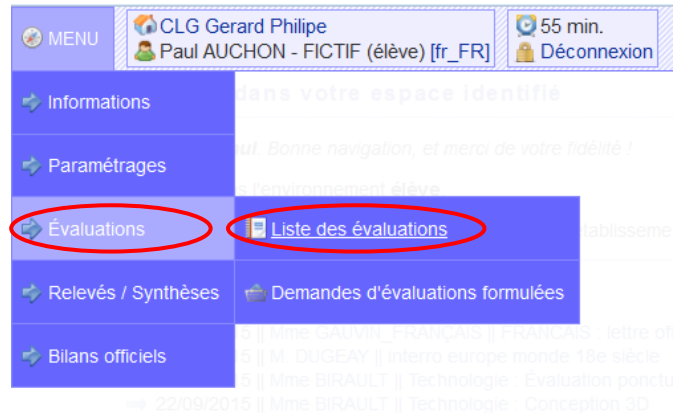 MENU
CLG Gerard Philipe
Paul AUCHON - FICTIF (élève) [fr_FR]
55 min.
Déconnexion
dans votre espace identifié
Informations
Bonne navigation, et merci de votre fidélité !
Paramétrages
l'environnement élève
Évaluations
Liste des évaluations
Relevés / Synthèses
Demandes d'évaluations formulées
5 || Mme GAUVIN_FRANÇAIS || FRANCAIS : lettre
Bilans officiels
5 || M. DUGEAY || interro europe monde 18e siècle
5 || Mme BIRAULT || Technologie : Évaluation
22/09/2015 || Mme BIRAULT || Technologie : Conception 3D